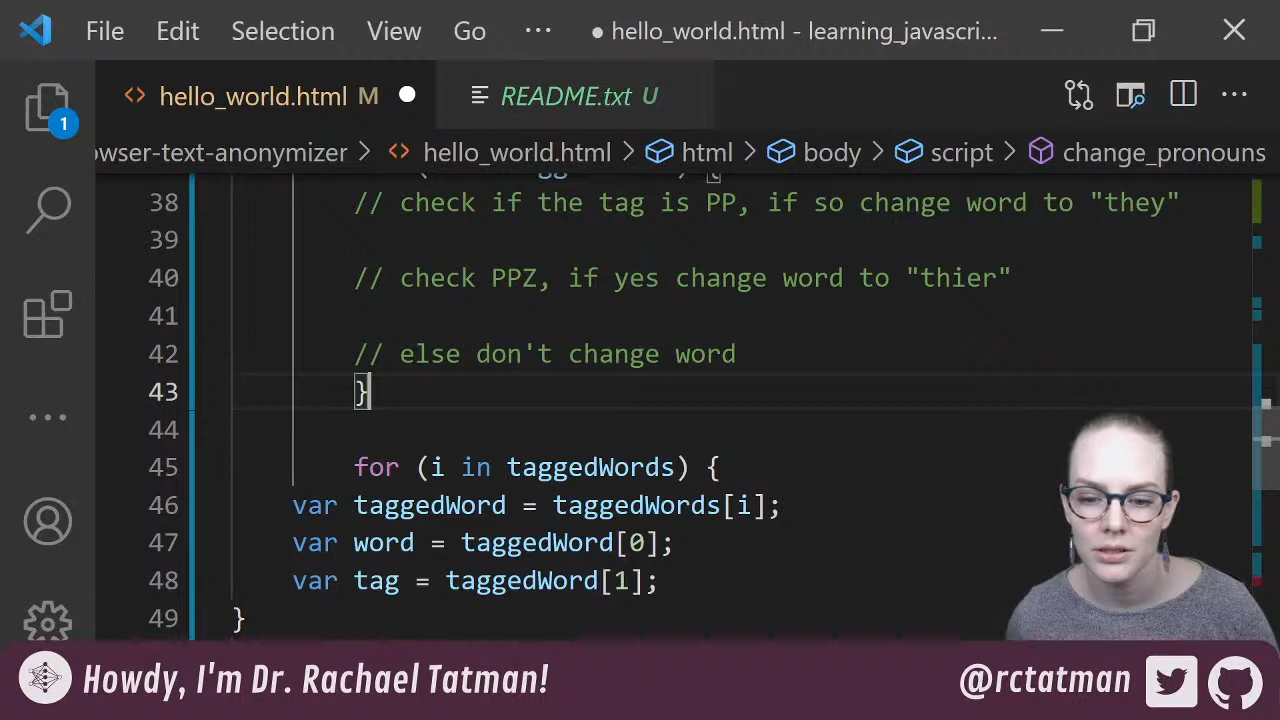 File Edit Selection View Go ··· ● hello_world.html - learning_javascri...
hello_world.html M ● README.txt U
1
owser-text-anonymizer > hello_world.html > html > body > script > change_pronouns
38 // check if the tag is PP, if so change word to "they"
39
40 // check PPZ, if yes change word to "thier"
41
42 // else don't change word
43 }
44
45 for (i in taggedWords) {
46 var taggedWord = taggedWords[i];
47 var word = taggedWord[0];
48 var tag = taggedWord[1];
49 }
Howdy, I'm Dr. Rachael Tatman! @rctatman